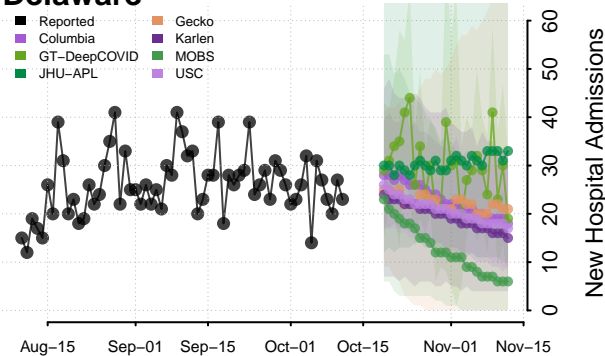 Delaware
Reported
Columbia
GT−DeepCOVID
JHU−APL
Gecko
Karlen
MOBS
USC
60
50
40
30
20
10
0
New Hospital Admissions
Aug−15 Sep−01 Sep−15 Oct−01 Oct−15 Nov−01 Nov−15